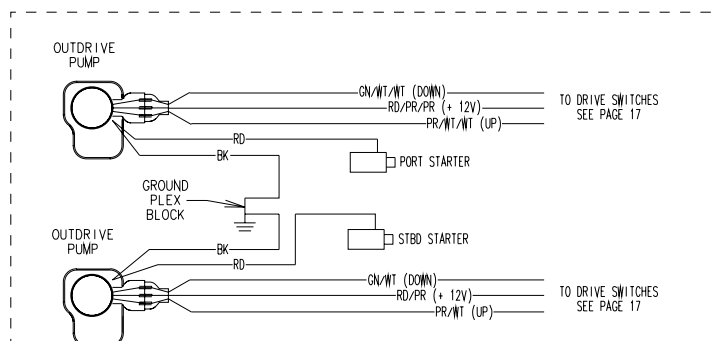 OUTDRIVE
PUMP
GN/WT/WT (DOWN)
RD/PR/PR (+ 12V)
PR/WT/WT (UP)
TO DRIVE SWITCHES
SEE PAGE 17
RD
BK
PORT STARTER
GROUND
PLEX
BLOCK
OUTDRIVE
PUMP
BK
RD
STBD STARTER
GN/WT (DOWN)
RD/PR (+ 12V)
PR/WT (UP)
TO DRIVE SWITCHES
SEE PAGE 17